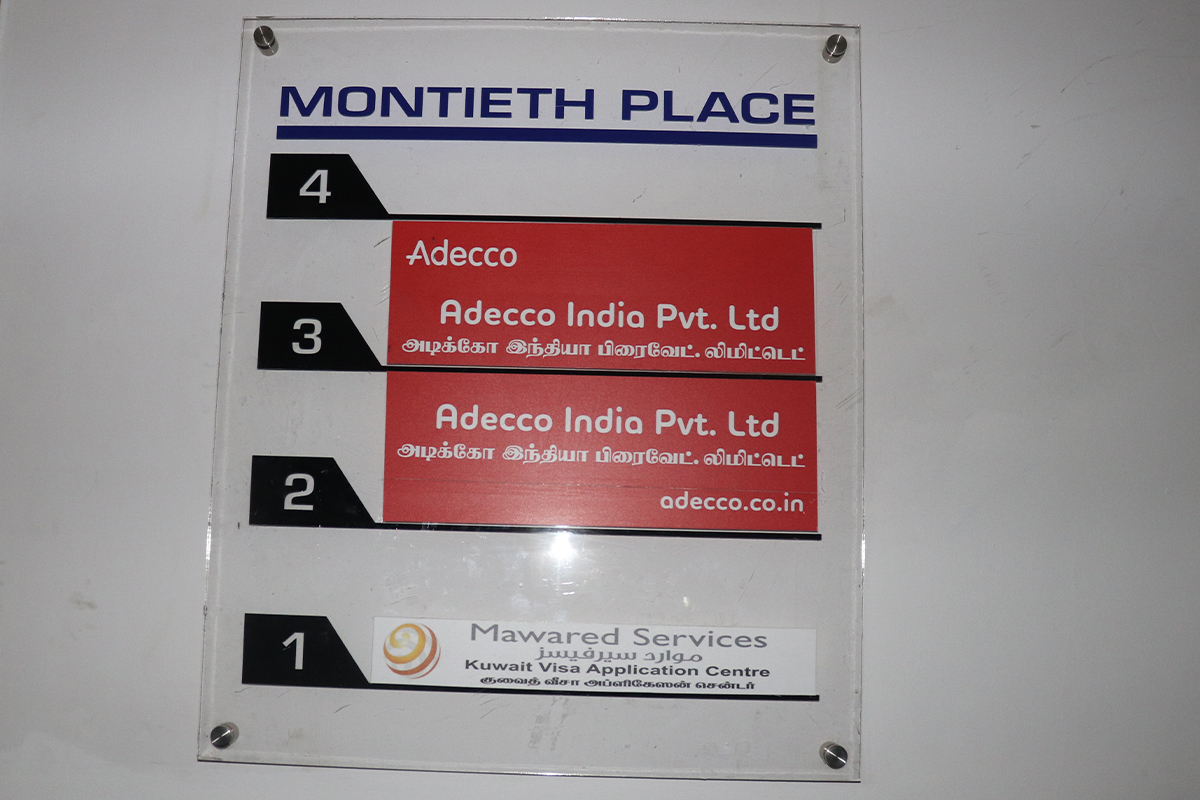 MONTIETH PLACE
4
Adecco
Adecco India Pvt. Ltd
அடிக்கோ இந்தியா பிரைவேட். லிமிட்டெட்
3
Adecco India Pvt. Ltd
அடிக்கோ இந்தியா பிரைவேட். லிமிட்டெட்
adecco.co.in
2
Mawared Services
موارد سيرفيسز
Kuwait Visa Application Centre
குவைத் வீசா அப்ளிகேஸன் சென்டர்
1